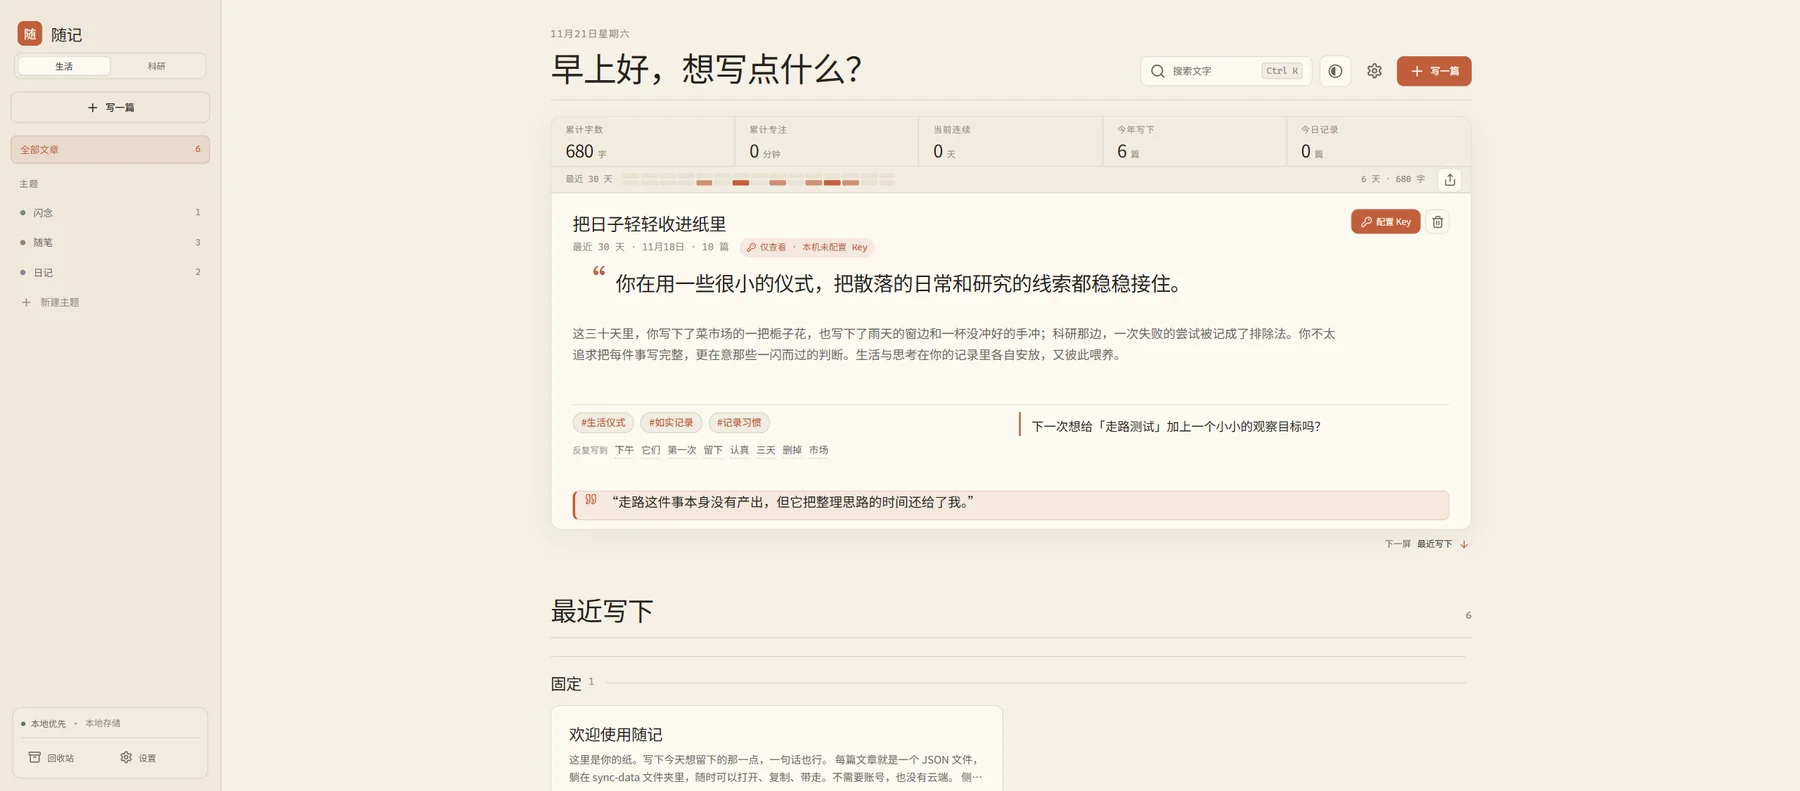 随 随记
生活 科研
写一篇
全部文章 6
主题
闪念 1
随笔 3
日记 2
新建主题
本地优先 · 本地存储
回收站 设置
11月21日星期六
早上好，想写点什么？
搜索文字 Ctrl K
写一篇
累计字数 累计专注 当前连续 今年写下 今日记录
680 字 0 分钟 0 天 6 篇 0 篇
最近 30 天 6 天 · 680 字
把日子轻轻收进纸里
配置 Key
最近 30 天 · 11月18日 · 10 篇 仅查看 · 本机未配置 Key
“ 你在用一些很小的仪式，把散落的日常和研究的线索都稳稳接住。
这三十天里，你写下了菜市场的一把栀子花，也写下了雨天的窗边和一杯没冲好的手冲；科研那边，一次失败的尝试被记成了排除法。你不太
追求把每件事写完整，更在意那些一闪而过的判断。生活与思考在你的记录里各自安放，又彼此喂养。
#生活仪式 #如实记录 #记录习惯
下一次想给「走路测试」加上一个小小的观察目标吗？
反复写到 下午 它们 第一次 留下 认真 三天 删掉 市场
“走路这件事本身没有产出，但它把整理思路的时间还给了我。”
下一屏 最近写下
最近写下 6
固定 1
欢迎使用随记
这里是你的纸。写下今天想留下的那一点，一句话也行。 每篇文章就是一个 JSON 文件，
躺在 sync-data 文件夹里，随时可以打开、复制、带走。不需要账号，也没有云端。 侧…